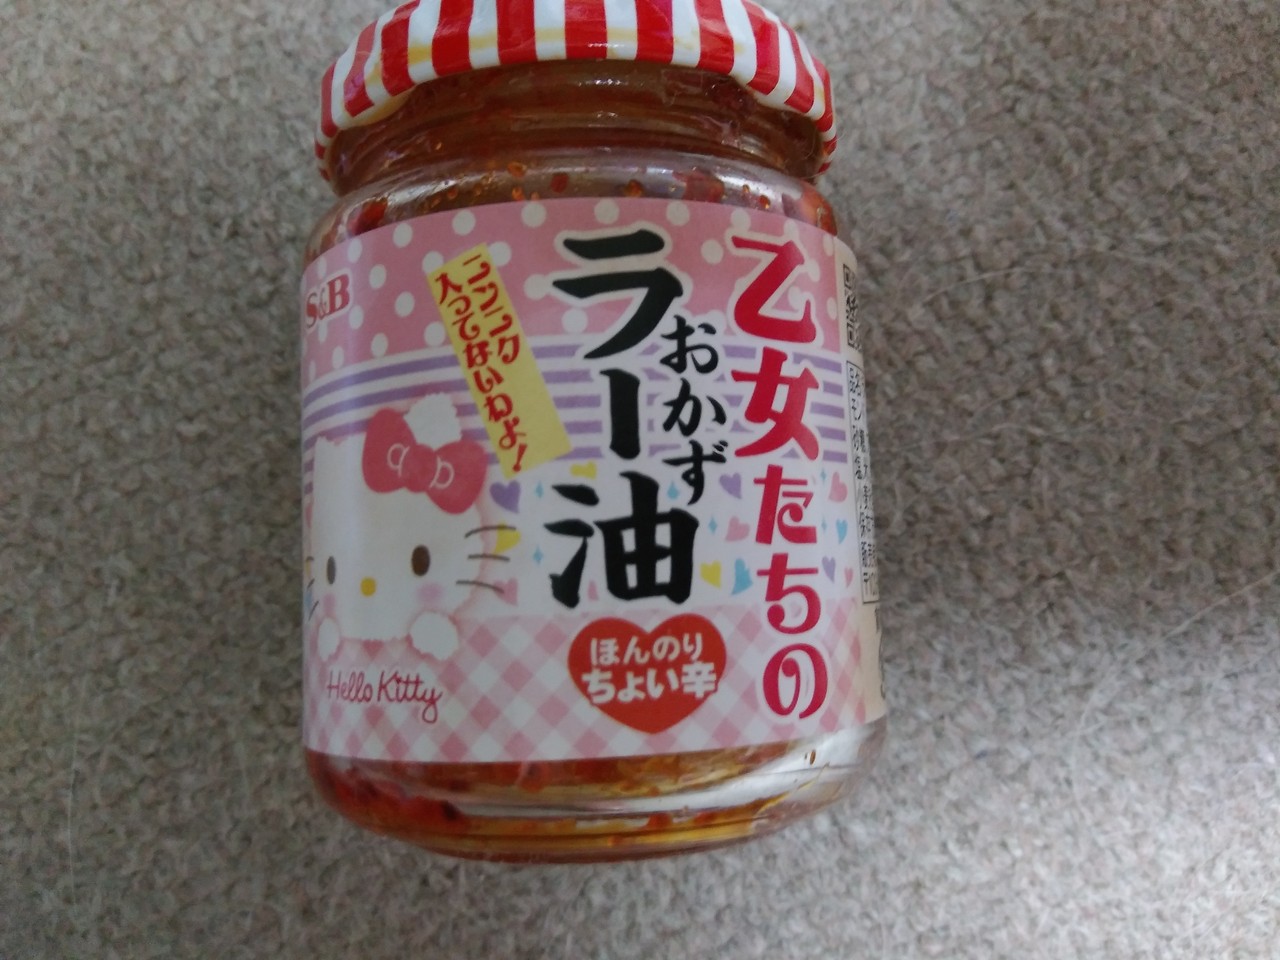 乙女たちの
おかず
ラー油
ニンニク
入ってないわよ!
S&B
ほんのり
ちょい辛
Hello Kitty